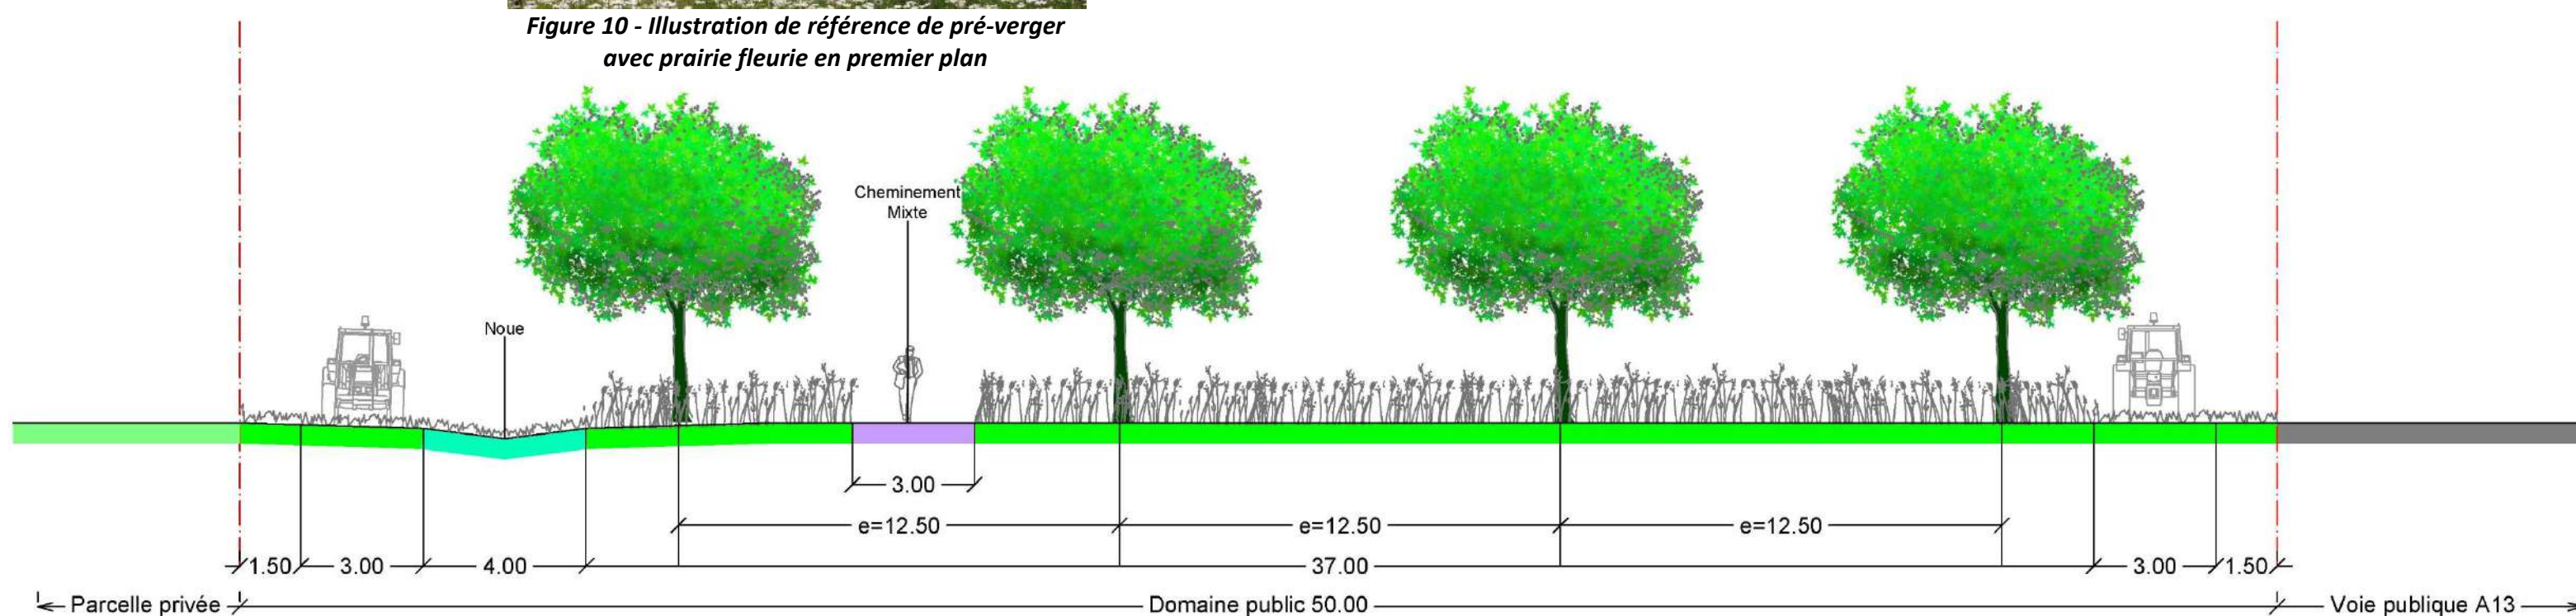 Figure 10 - Illustration de référence de pré-verger
avec prairie fleurie en premier plan
Cheminement
Mixte
Noue
3.00
e=12.50
e=12.50
e=12.50
1.50
3.00
4.00
37.00
3.00
1.50
Parcelle privée
Domaine public 50.00
Voie publique A13